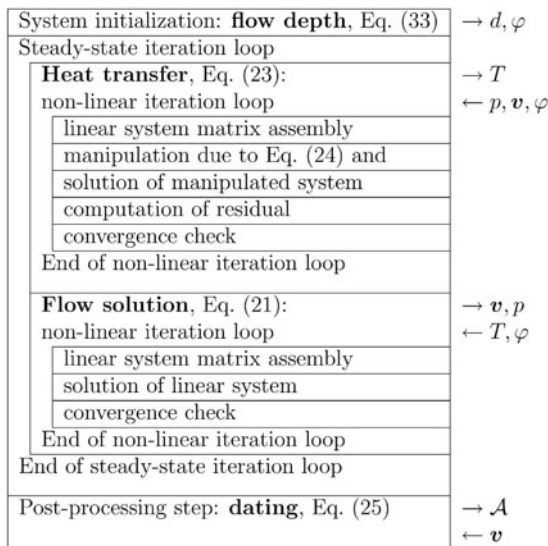 System initialization: flow depth, Eq. (33) → d, φ
Steady-state iteration loop
Heat transfer, Eq. (23): → T
non-linear iteration loop ← p, v, φ
linear system matrix assembly
manipulation due to Eq. (24) and
solution of manipulated system
computation of residual
convergence check
End of non-linear iteration loop
Flow solution, Eq. (21): → v, p
non-linear iteration loop ← T, φ
linear system matrix assembly
solution of linear system
convergence check
End of non-linear iteration loop
End of steady-state iteration loop
Post-processing step: dating, Eq. (25) → 𝒜
← v